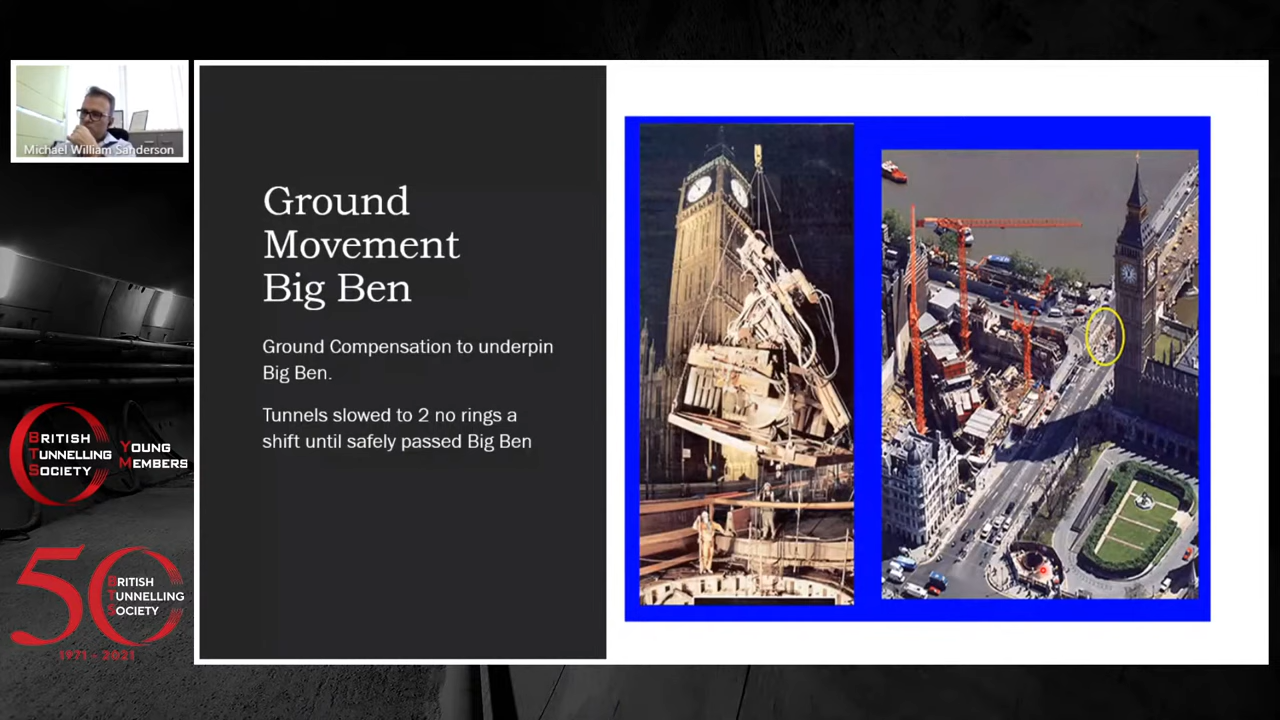 Michael William Sanderson
Ground
Movement
Big Ben
Ground Compensation to underpin
Big Ben.
Tunnels slowed to 2 no rings a
shift until safely passed Big Ben
BRITISH
TUNNELLING
SOCIETY
YOUNG
MEMBERS
50
BRITISH
TUNNELLING
SOCIETY
1971 - 2021